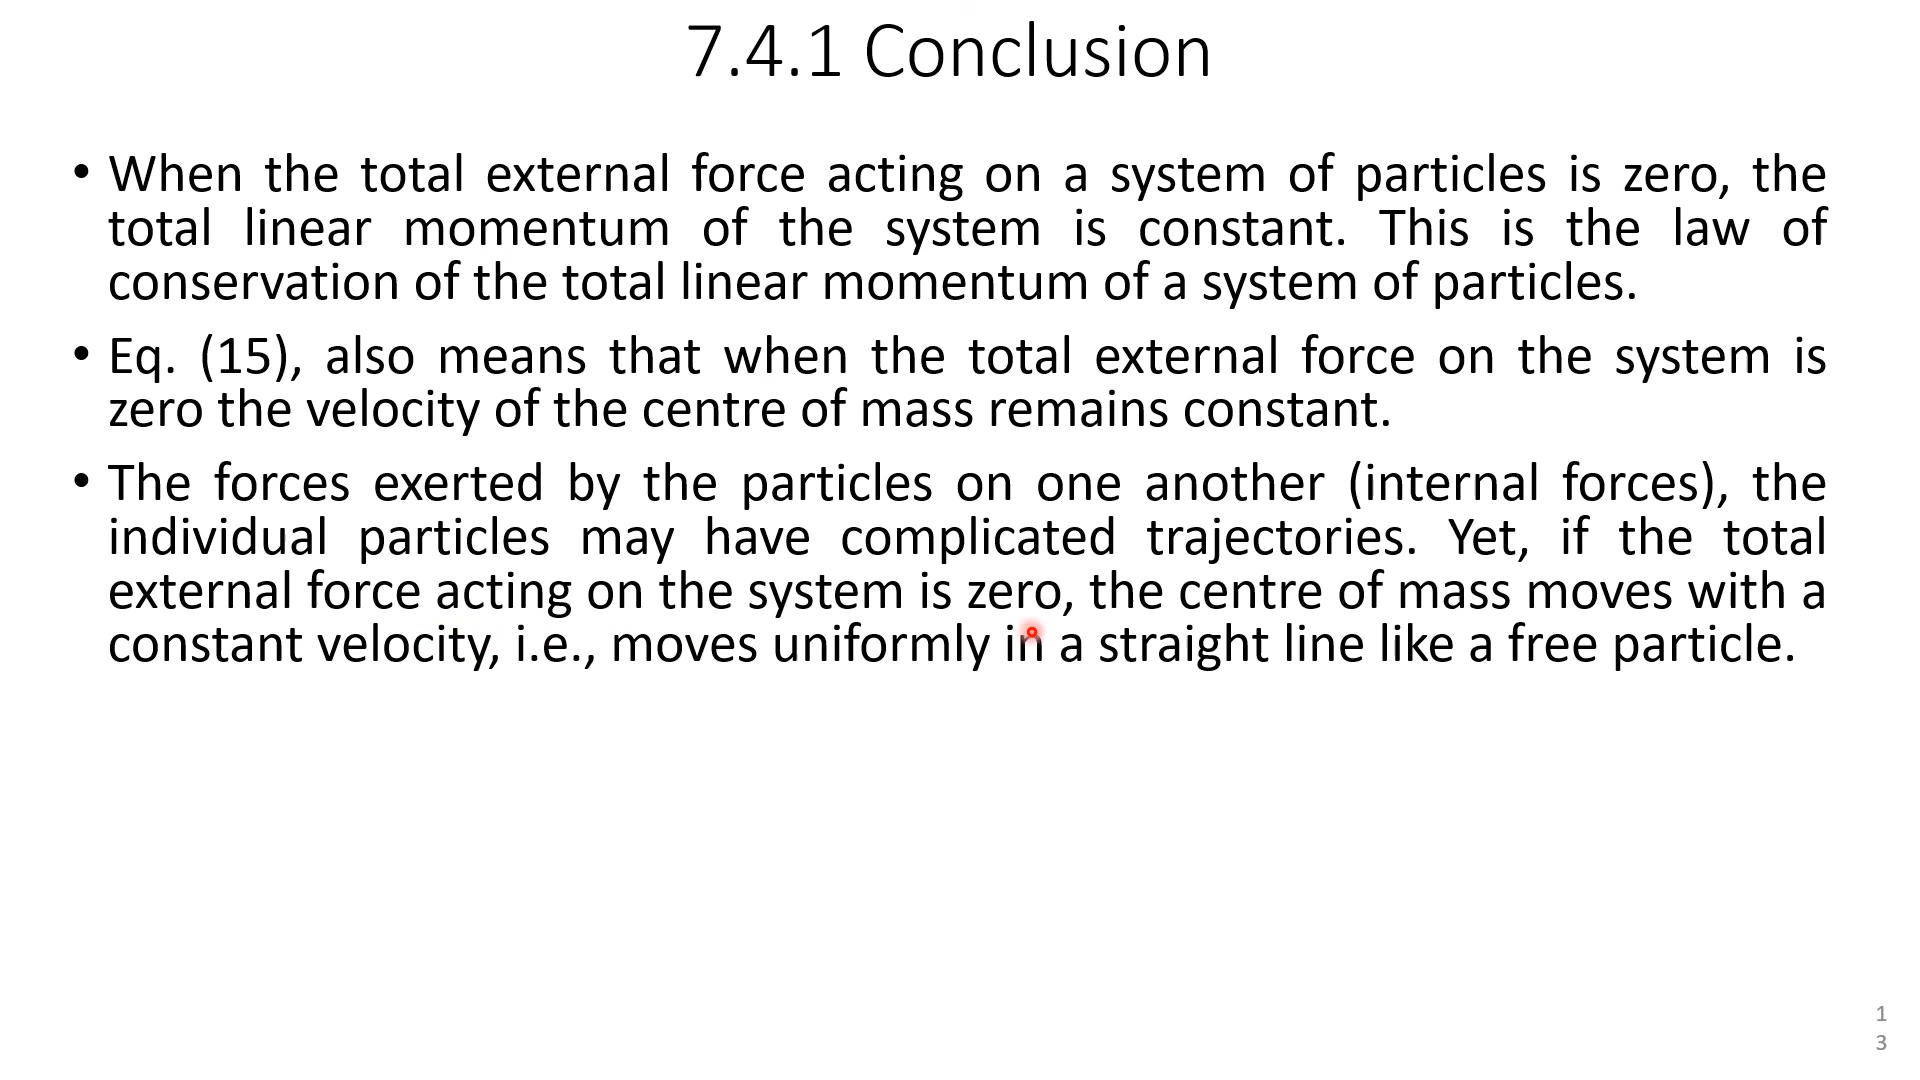 7.4.1 Conclusion
• When the total external force acting on a system of particles is zero, the
total linear momentum of the system is constant. This is the law of
conservation of the total linear momentum of a system of particles.
• Eq. (15), also means that when the total external force on the system is
zero the velocity of the centre of mass remains constant.
• The forces exerted by the particles on one another (internal forces), the
individual particles may have complicated trajectories. Yet, if the total
external force acting on the system is zero, the centre of mass moves with a
constant velocity, i.e., moves uniformly in a straight line like a free particle.
1
3